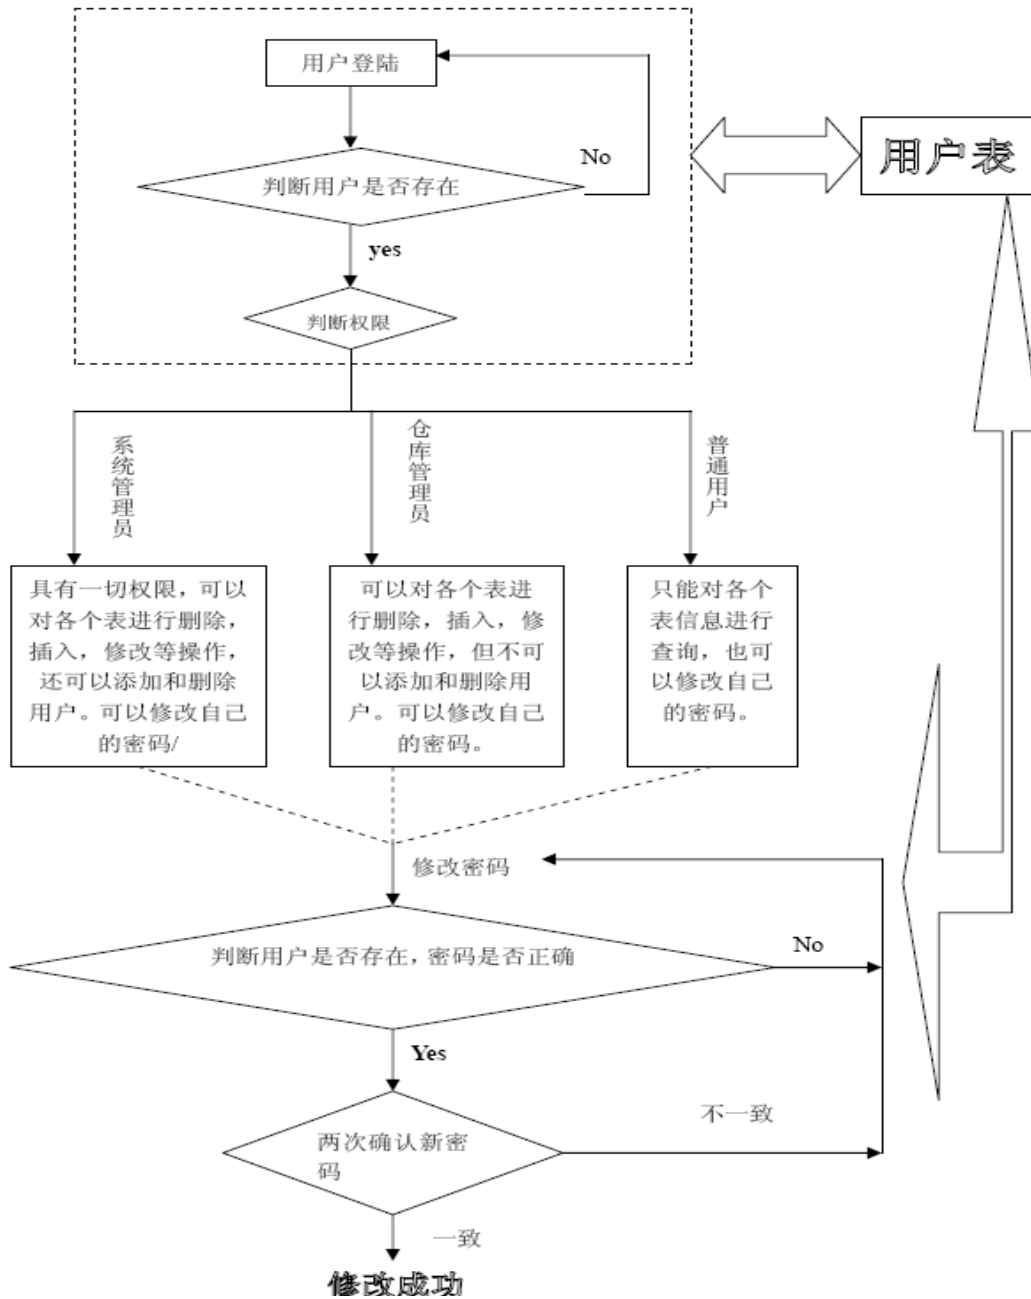 用户登陆
No
用户表
判断用户是否存在
yes
判断权限
系统管理员
仓库管理员
普通用户
具有一切权限，可以
对各个表进行删除，
插入，修改等操作，
还可以添加和删除
用户。可以修改自己
的密码/
可以对各个表进
行删除，插入，修
改等操作，但不可
以添加和删除用
户。可以修改自己
的密码。
只能对各个
表信息进行
查询，也可
以修改自己
的密码。
修改密码
判断用户是否存在，密码是否正确
No
Yes
不一致
两次确认新密
码
一致
修改成功